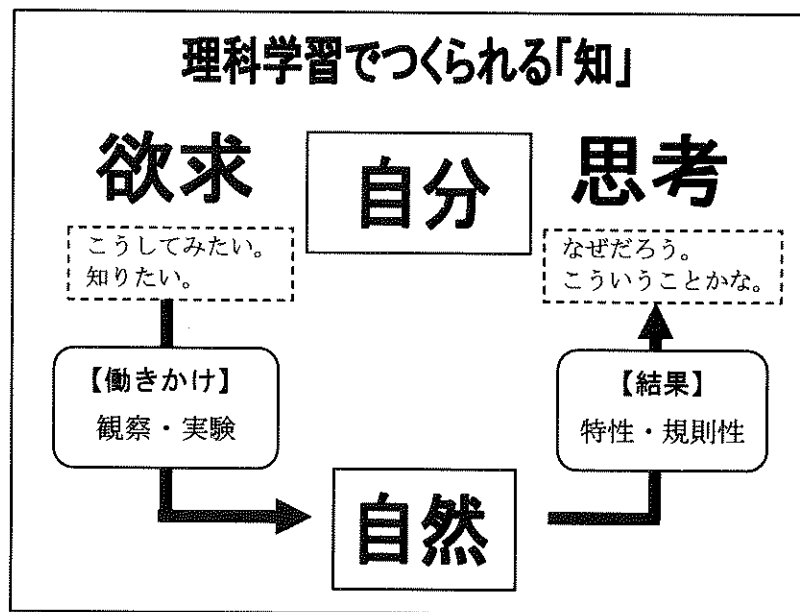 理科学習でつくられる「知」
欲求
自分
思考
こうしてみたい。
知りたい。
なぜだろう。
こういうことかな。
【働きかけ】
観察・実験
【結果】
特性・規則性
自然